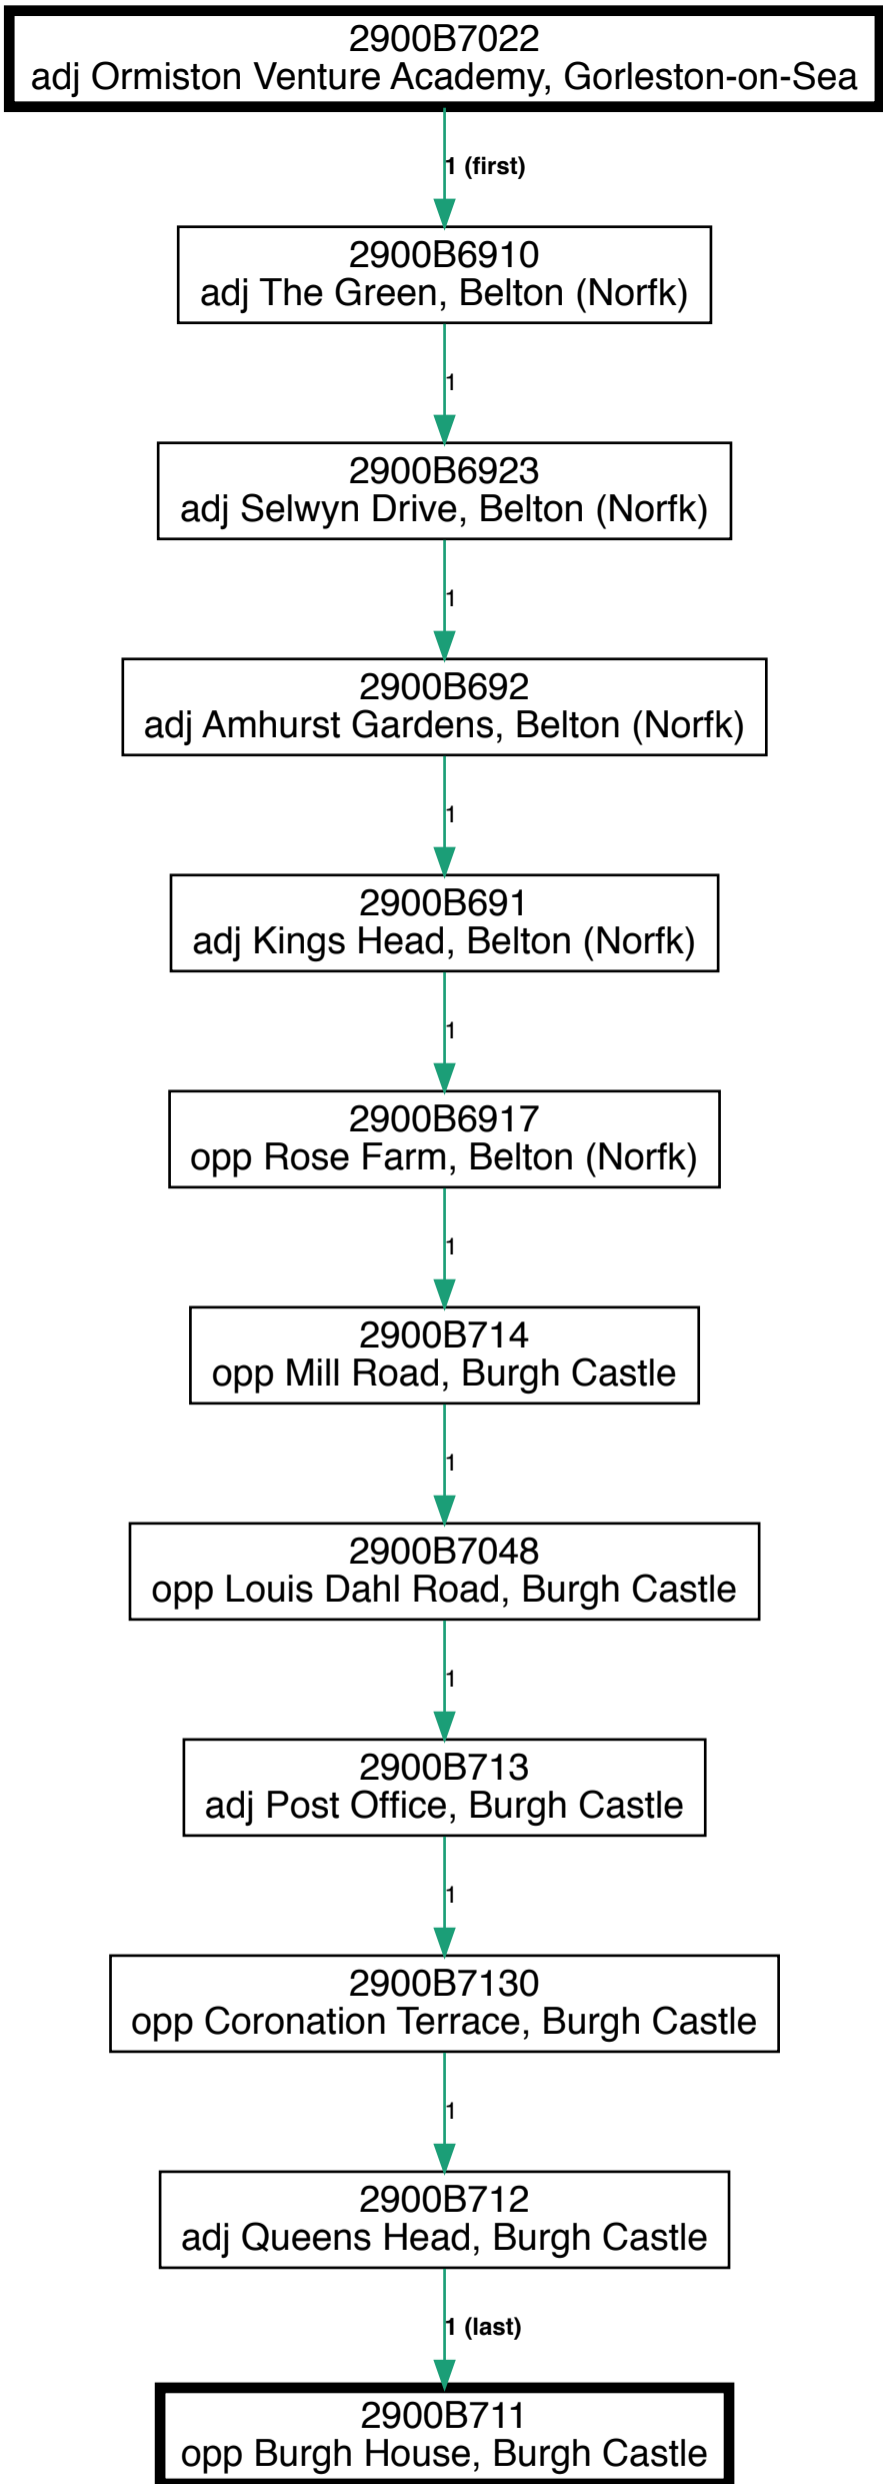 2900B7022
adj Ormiston Venture Academy, Gorleston-on-Sea
1 (first)
2900B6910
adj The Green, Belton (Norfk)
1
2900B6923
adj Selwyn Drive, Belton (Norfk)
1
2900B692
adj Amhurst Gardens, Belton (Norfk)
1
2900B691
adj Kings Head, Belton (Norfk)
1
2900B6917
opp Rose Farm, Belton (Norfk)
1
2900B714
opp Mill Road, Burgh Castle
1
2900B7048
opp Louis Dahl Road, Burgh Castle
1
2900B713
adj Post Office, Burgh Castle
1
2900B7130
opp Coronation Terrace, Burgh Castle
1
2900B712
adj Queens Head, Burgh Castle
1 (last)
2900B711
opp Burgh House, Burgh Castle